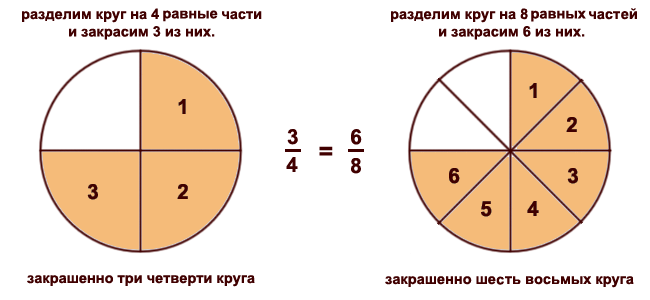 разделим круг на 4 равные части
и закрасим 3 из них.
1
2
3
закрашенно три четверти круга
3/4 = 6/8
разделим круг на 8 равных частей
и закрасим 6 из них.
1
2
3
4
5
6
закрашенно шесть восьмых круга